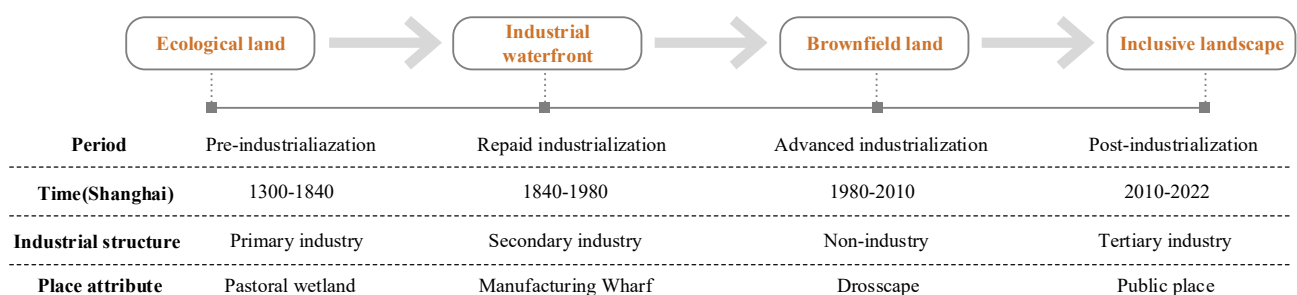 Ecological land
Industrial
waterfront
Brownfield land
Inclusive landscape
Period Pre-industrialiazation Repaid industrialization Advanced industrialization Post-industrialization
Time(Shanghai) 1300-1840 1840-1980 1980-2010 2010-2022
Industrial structure Primary industry Secondary industry Non-industry Tertiary industry
Place attribute Pastoral wetland Manufacturing Wharf Drosscape Public place